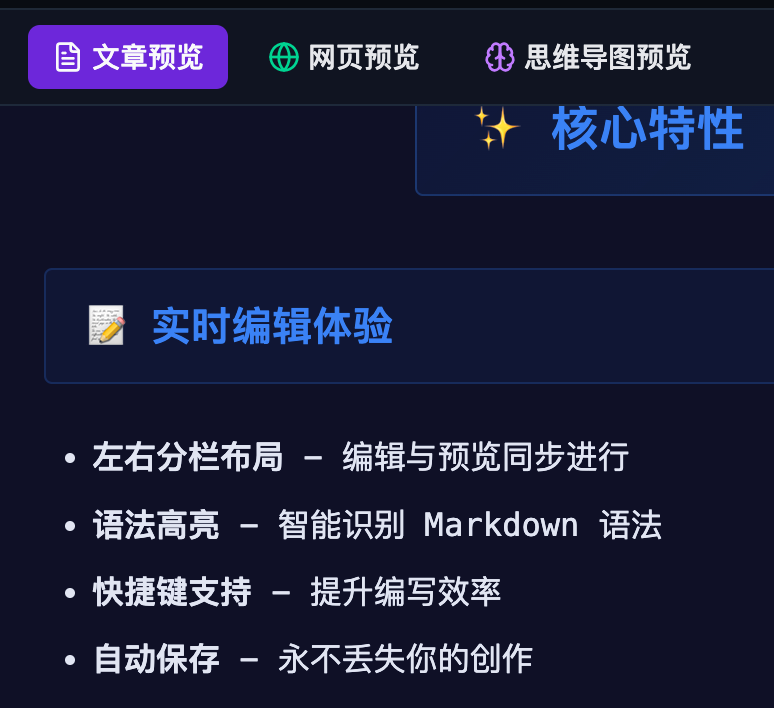 文章预览 网页预览 思维导图预览
✨ 核心特性
📝 实时编辑体验
• 左右分栏布局 – 编辑与预览同步进行
• 语法高亮 – 智能识别 Markdown 语法
• 快捷键支持 – 提升编写效率
• 自动保存 – 永不丢失你的创作